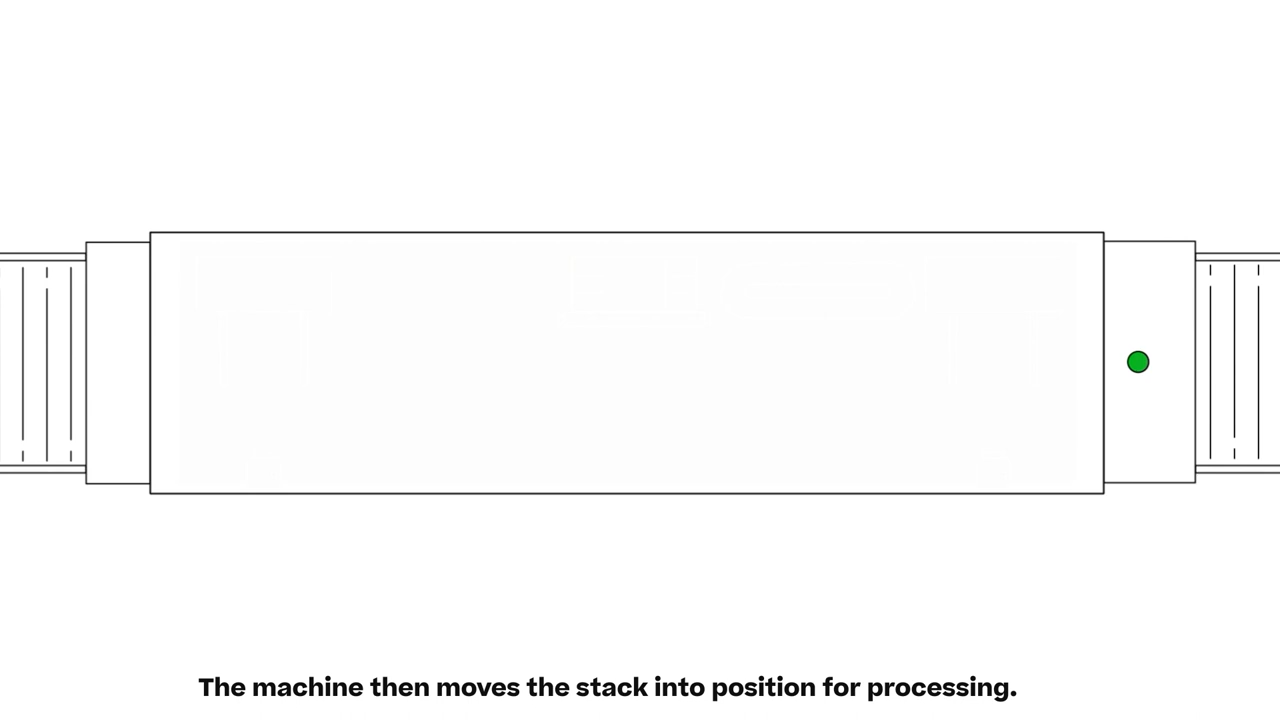 The machine then moves the stack into position for processing.